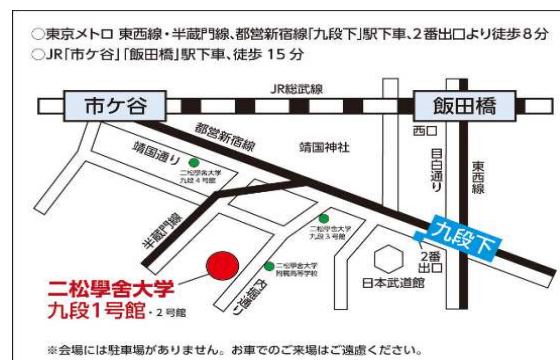 ○東京メトロ 東西線・半蔵門線、都営新宿線「九段下」駅下車、2番出口より徒歩8分
○JR「市ケ谷」「飯田橋」駅下車、徒歩15分
JR総武線
市ケ谷
飯田橋
西口
都営新宿線
靖国神社
靖国通り
目白通り
東西線
二松學舍大学
九段4号館
二松學舍大学
九段3号館
九段下
半蔵門線
2番
出口
二松學舍大学
附属高等学校
日本武道館
内堀通り
二松學舍大学
九段1号館・2号館
※会場には駐車場がありません。お車でのご来場はご遠慮ください。